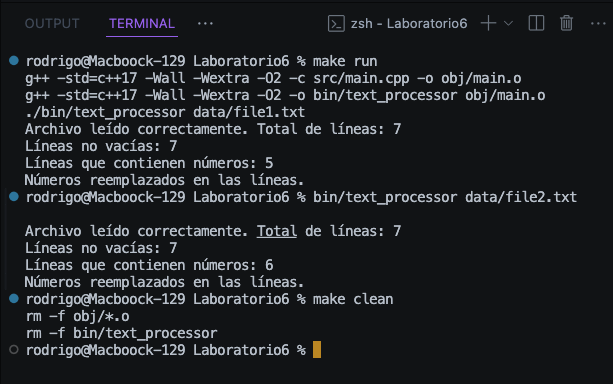 OUTPUT TERMINAL ··· zsh - Laboratorio6
rodrigo@Macboock-129 Laboratorio6 % make run
g++ -std=c++17 -Wall -Wextra -O2 -c src/main.cpp -o obj/main.o
g++ -std=c++17 -Wall -Wextra -O2 -o bin/text_processor obj/main.o
./bin/text_processor data/file1.txt
Archivo leído correctamente. Total de líneas: 7
Líneas no vacías: 7
Líneas que contienen números: 5
Números reemplazados en las líneas.
rodrigo@Macboock-129 Laboratorio6 % bin/text_processor data/file2.txt
Archivo leído correctamente. Total de líneas: 7
Líneas no vacías: 7
Líneas que contienen números: 6
Números reemplazados en las líneas.
rodrigo@Macboock-129 Laboratorio6 % make clean
rm -f obj/*.o
rm -f bin/text_processor
rodrigo@Macboock-129 Laboratorio6 %